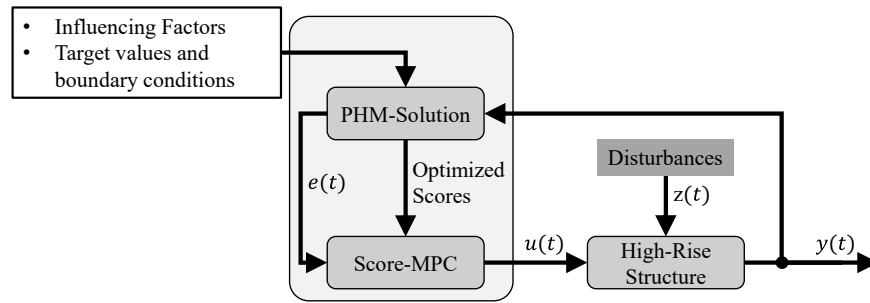 • Influencing Factors
• Target values and
boundary conditions
PHM-Solution
e(t)
Optimized
Scores
Disturbances
z(t)
Score-MPC
u(t)
High-Rise
Structure
y(t)